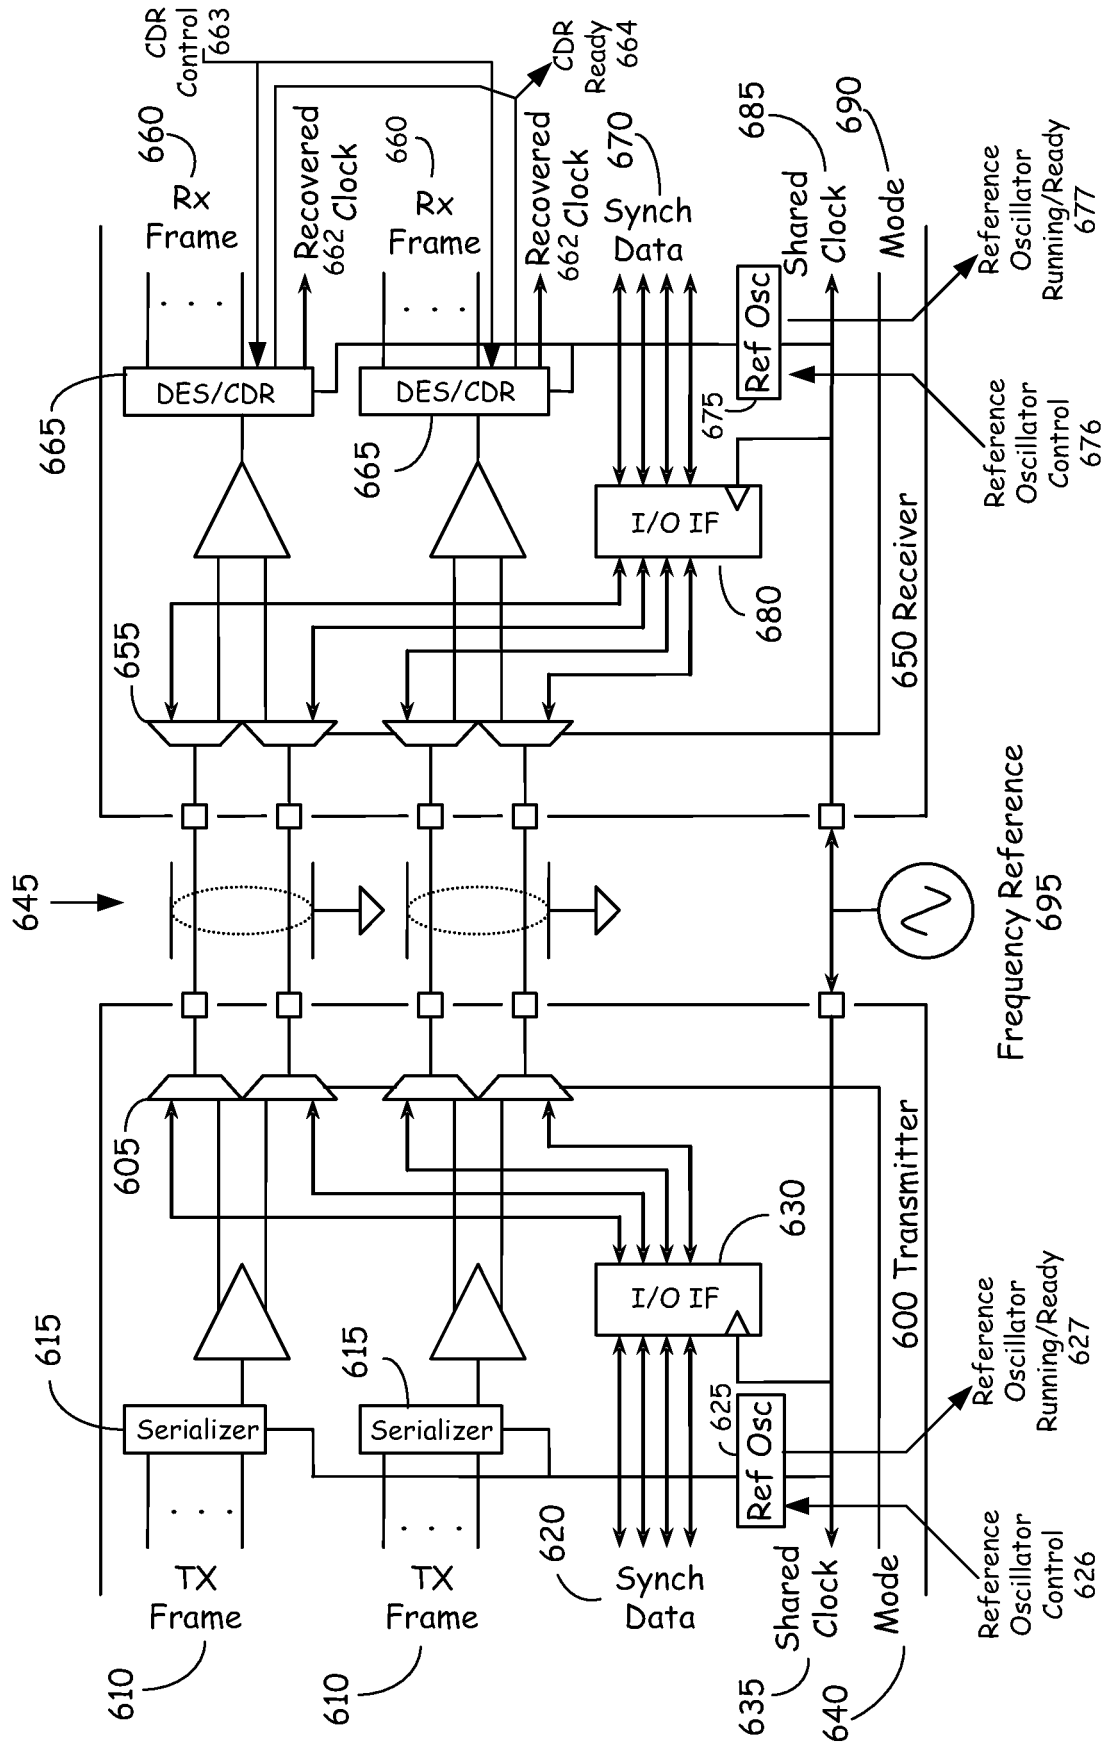 645
615
Serializer
TX
Frame
610
605
615
Serializer
TX
Frame
610
620
Synch
Data
I/O IF
630
625
Ref Osc
635
Shared
Clock
640
Mode
600 Transmitter
Reference
Oscillator
Control
626
Reference
Oscillator
Running/Ready
627
Frequency Reference
695
655
665
DES/CDR
Rx
Frame
660
CDR
Control
663
Recovered
Clock
662
665
DES/CDR
Rx
Frame
660
CDR
Ready
664
Recovered
Clock
662
I/O IF
680
Synch
Data
670
675
Ref Osc
Shared
Clock
685
Mode
690
650 Receiver
Reference
Oscillator
Control
676
Reference
Oscillator
Running/Ready
677